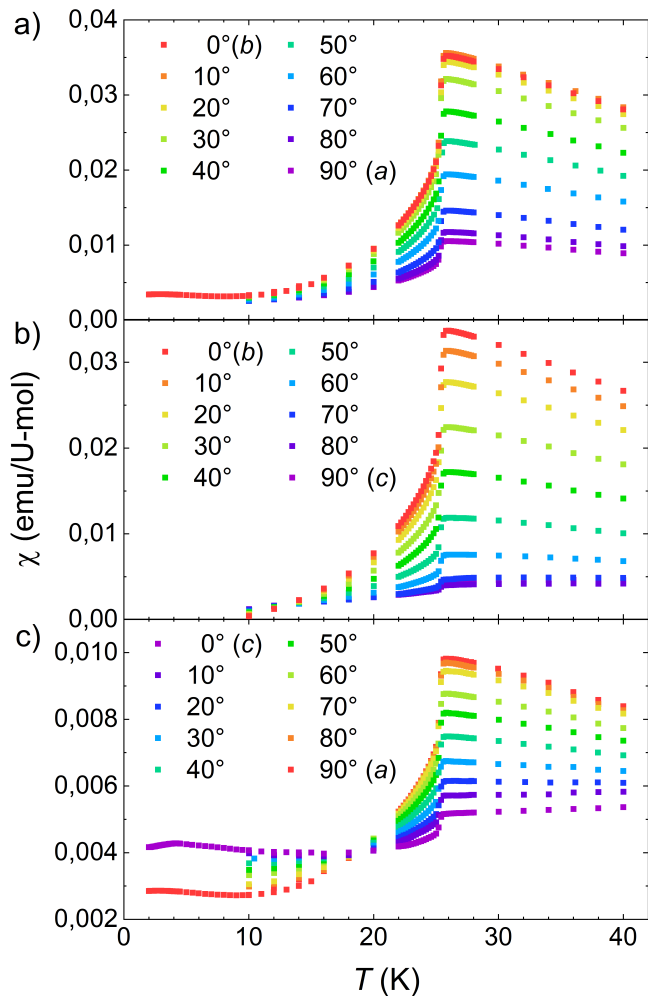 a)
0,04
0,03
0,02
0,01
0,00
0°(b) 50°
10° 60°
20° 70°
30° 80°
40° 90° (a)
b)
0,03
0,02
0,01
0,00
0°(b) 50°
10° 60°
20° 70°
30° 80°
40° 90° (c)
χ (emu/U-mol)
c)
0,010
0,008
0,006
0,004
0,002
0° (c) 50°
10° 60°
20° 70°
30° 80°
40° 90° (a)
0 10 20 30 40
T (K)